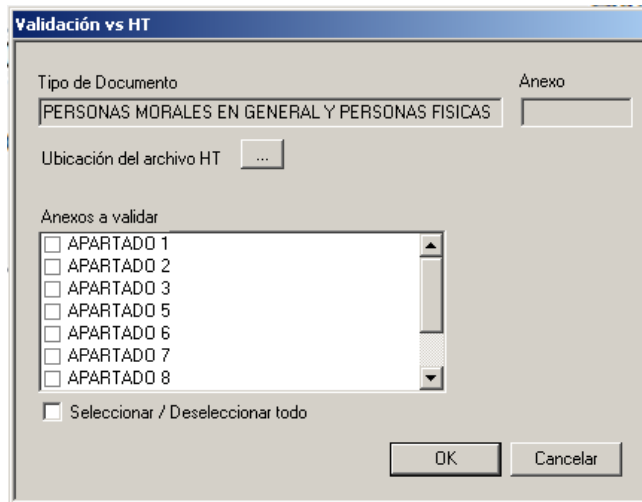 Validación vs HT
Tipo de Documento
Anexo
PERSONAS MORALES EN GENERAL Y PERSONAS FISICAS
Ubicación del archivo HT
...
Anexos a validar
APARTADO 1
APARTADO 2
APARTADO 3
APARTADO 5
APARTADO 6
APARTADO 7
APARTADO 8
Seleccionar / Deseleccionar todo
OK
Cancelar